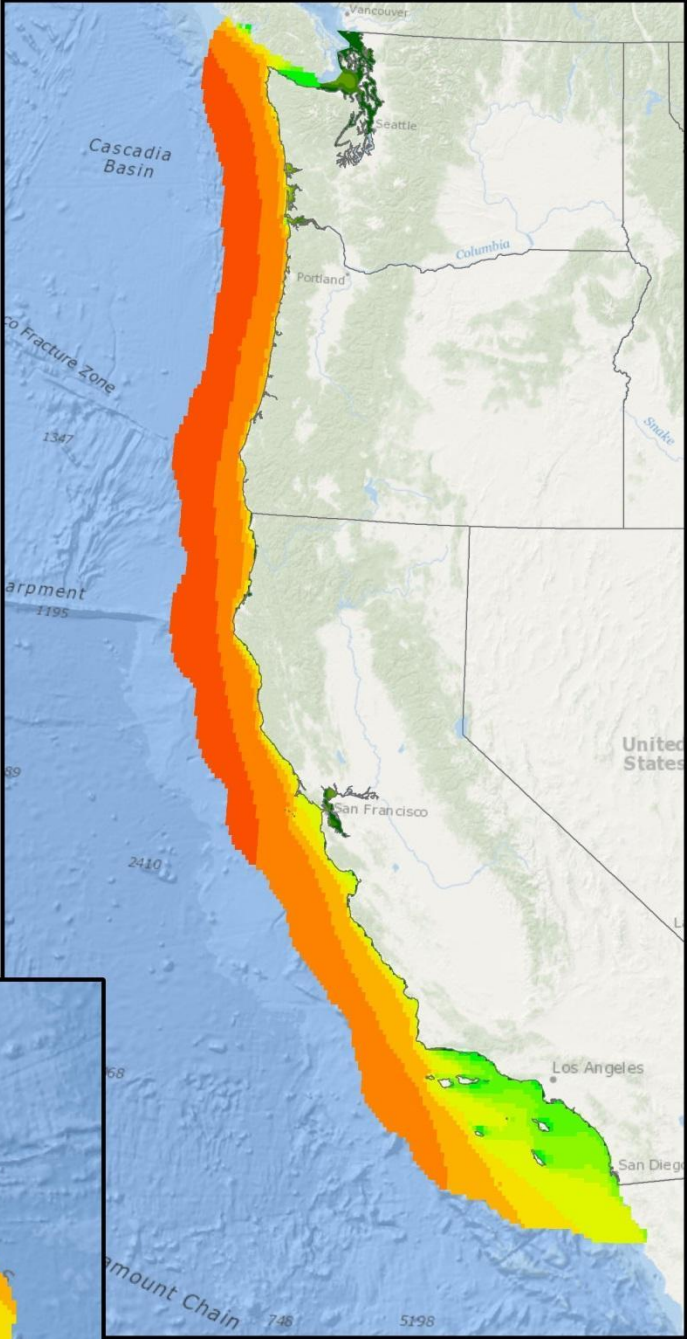 Vancouver
Seattle
Cascadia
Basin
Columbia
Portland
co Fracture Zone
1347
Snake
arpment
1195
United
States
89
San Francisco
2410
L
68
Los Angeles
San Dieg
S
amount Chain
748
5198